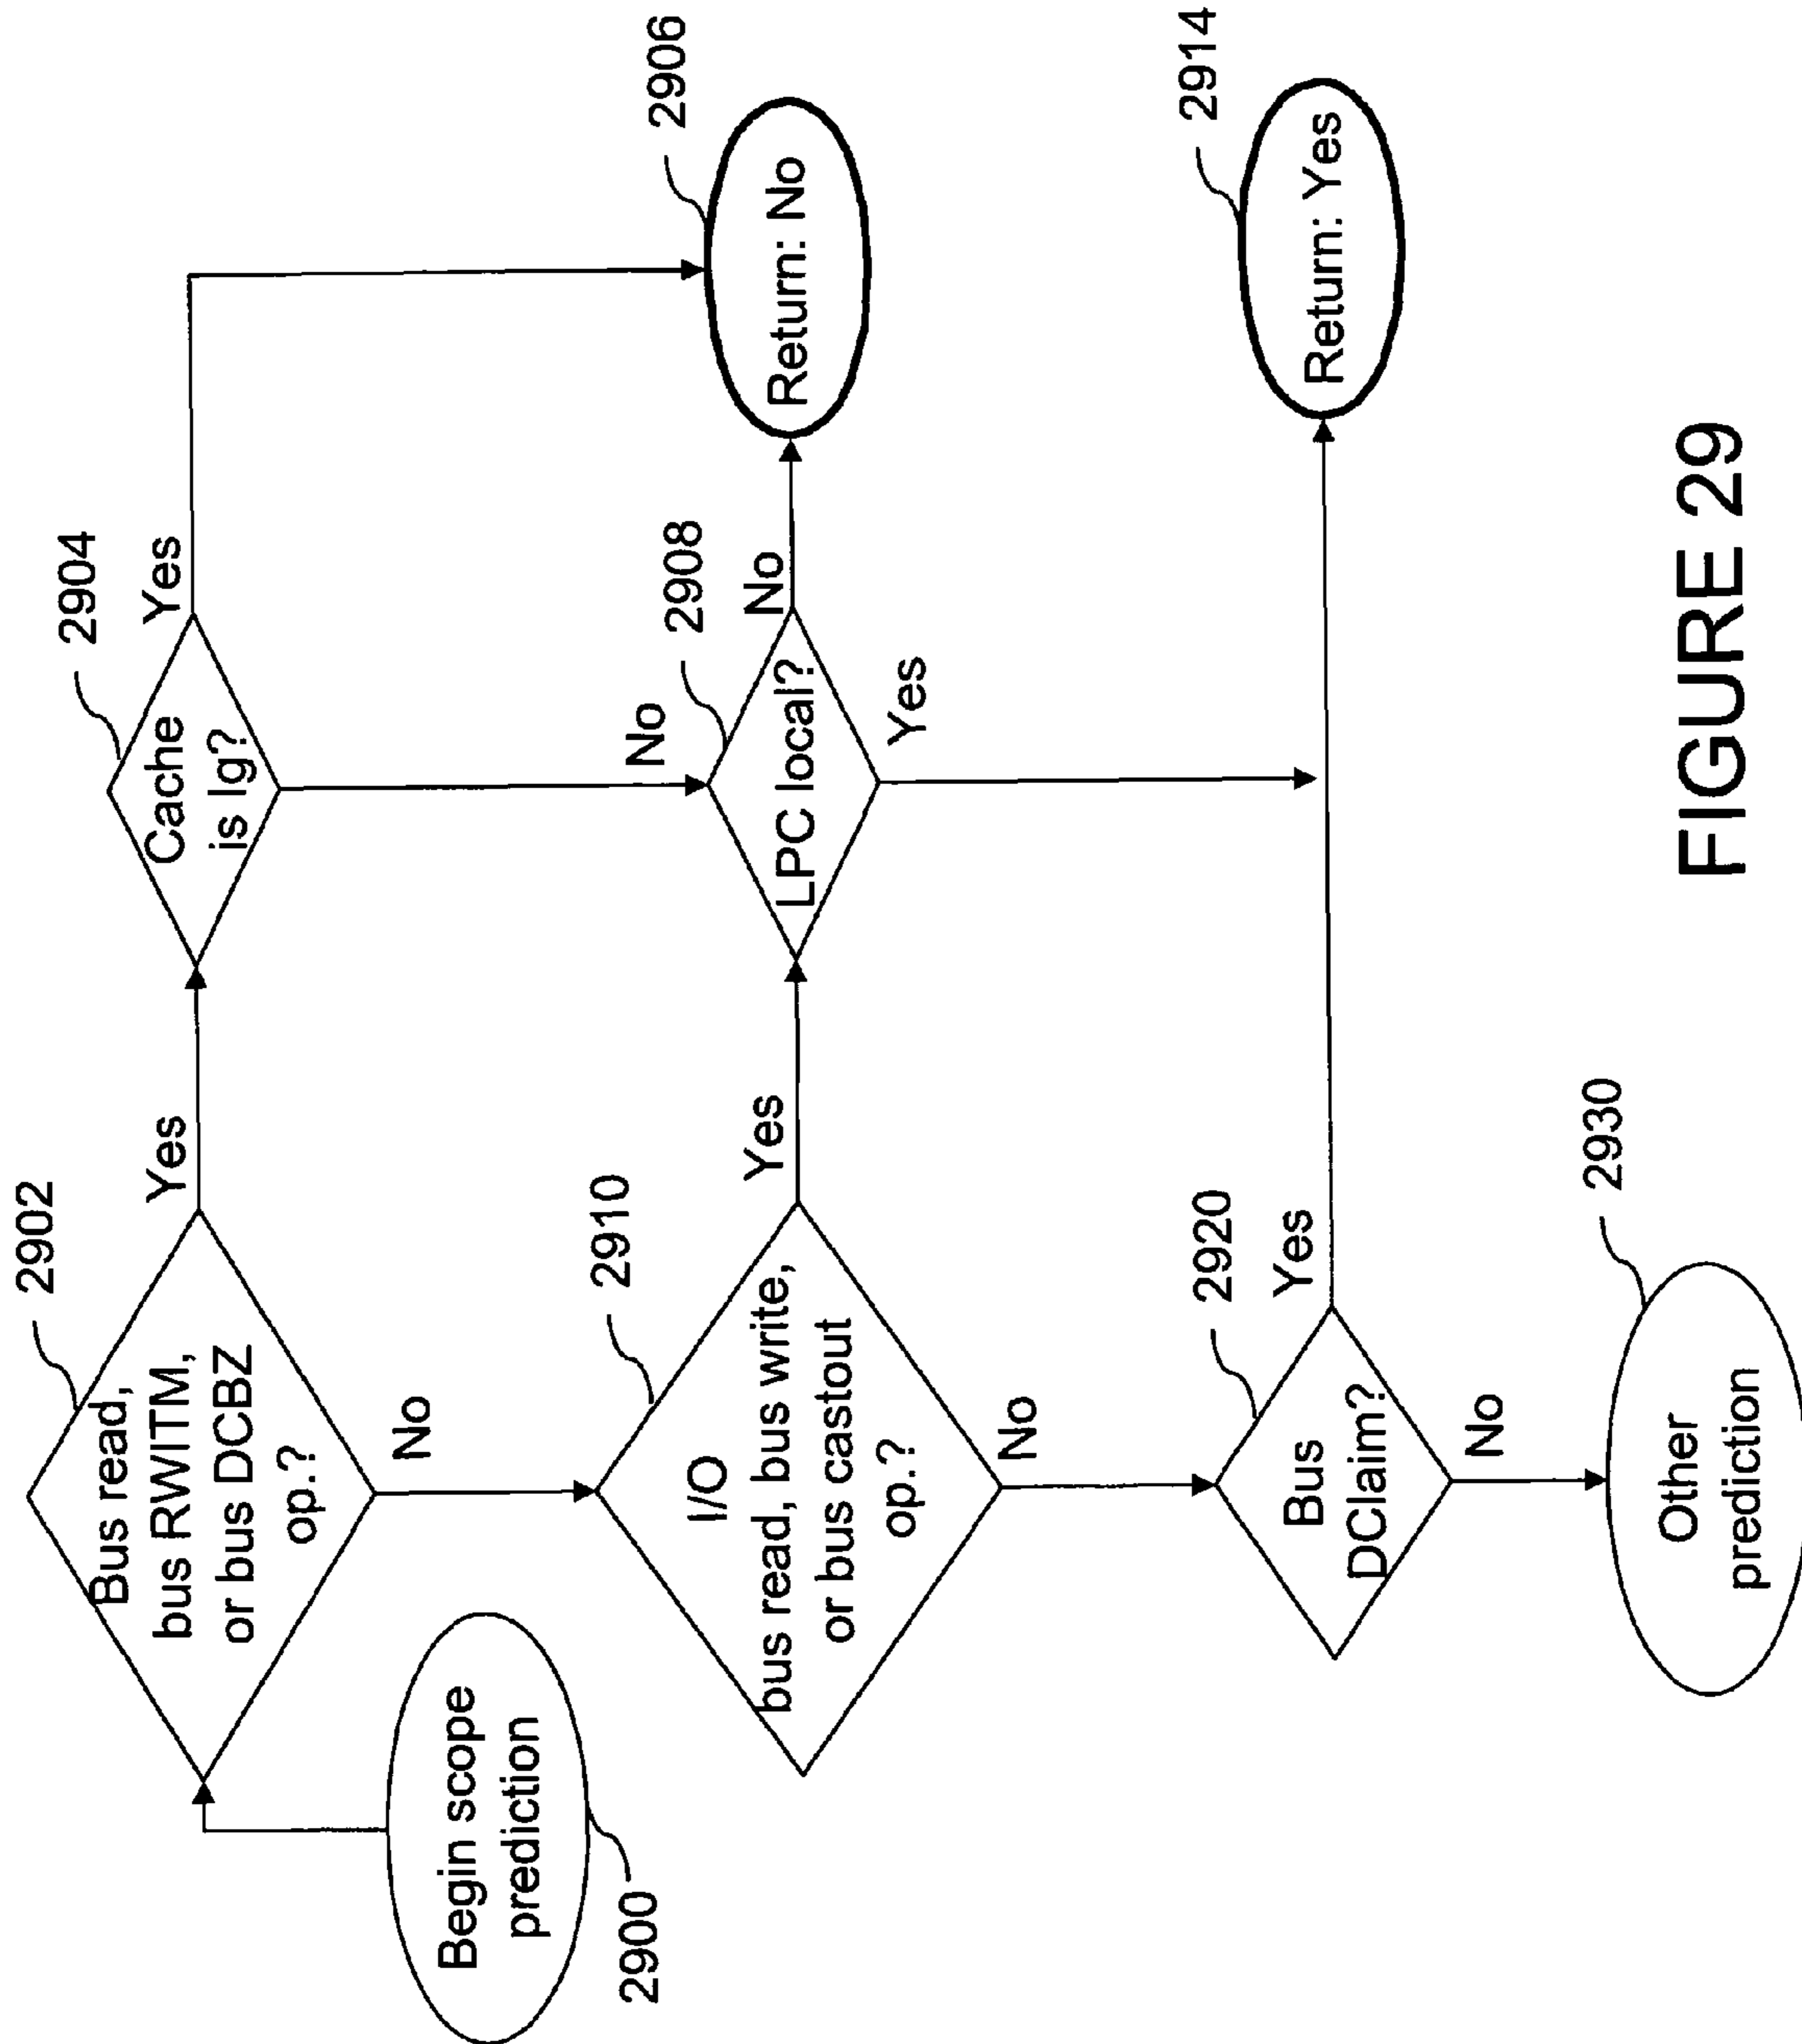 2902
Bus read,
bus RWITM,
or bus DCBZ
op.?
Yes
No
2904
Cache
is Ig?
Yes
No
2906
Return: No
Begin scope
prediction
2900
2910
I/O
bus read, bus write,
or bus castout
op.?
Yes
No
2908
LPC local?
No
Yes
2920
Bus
DClaim?
Yes
No
2914
Return: Yes
2930
Other
prediction
FIGURE 29